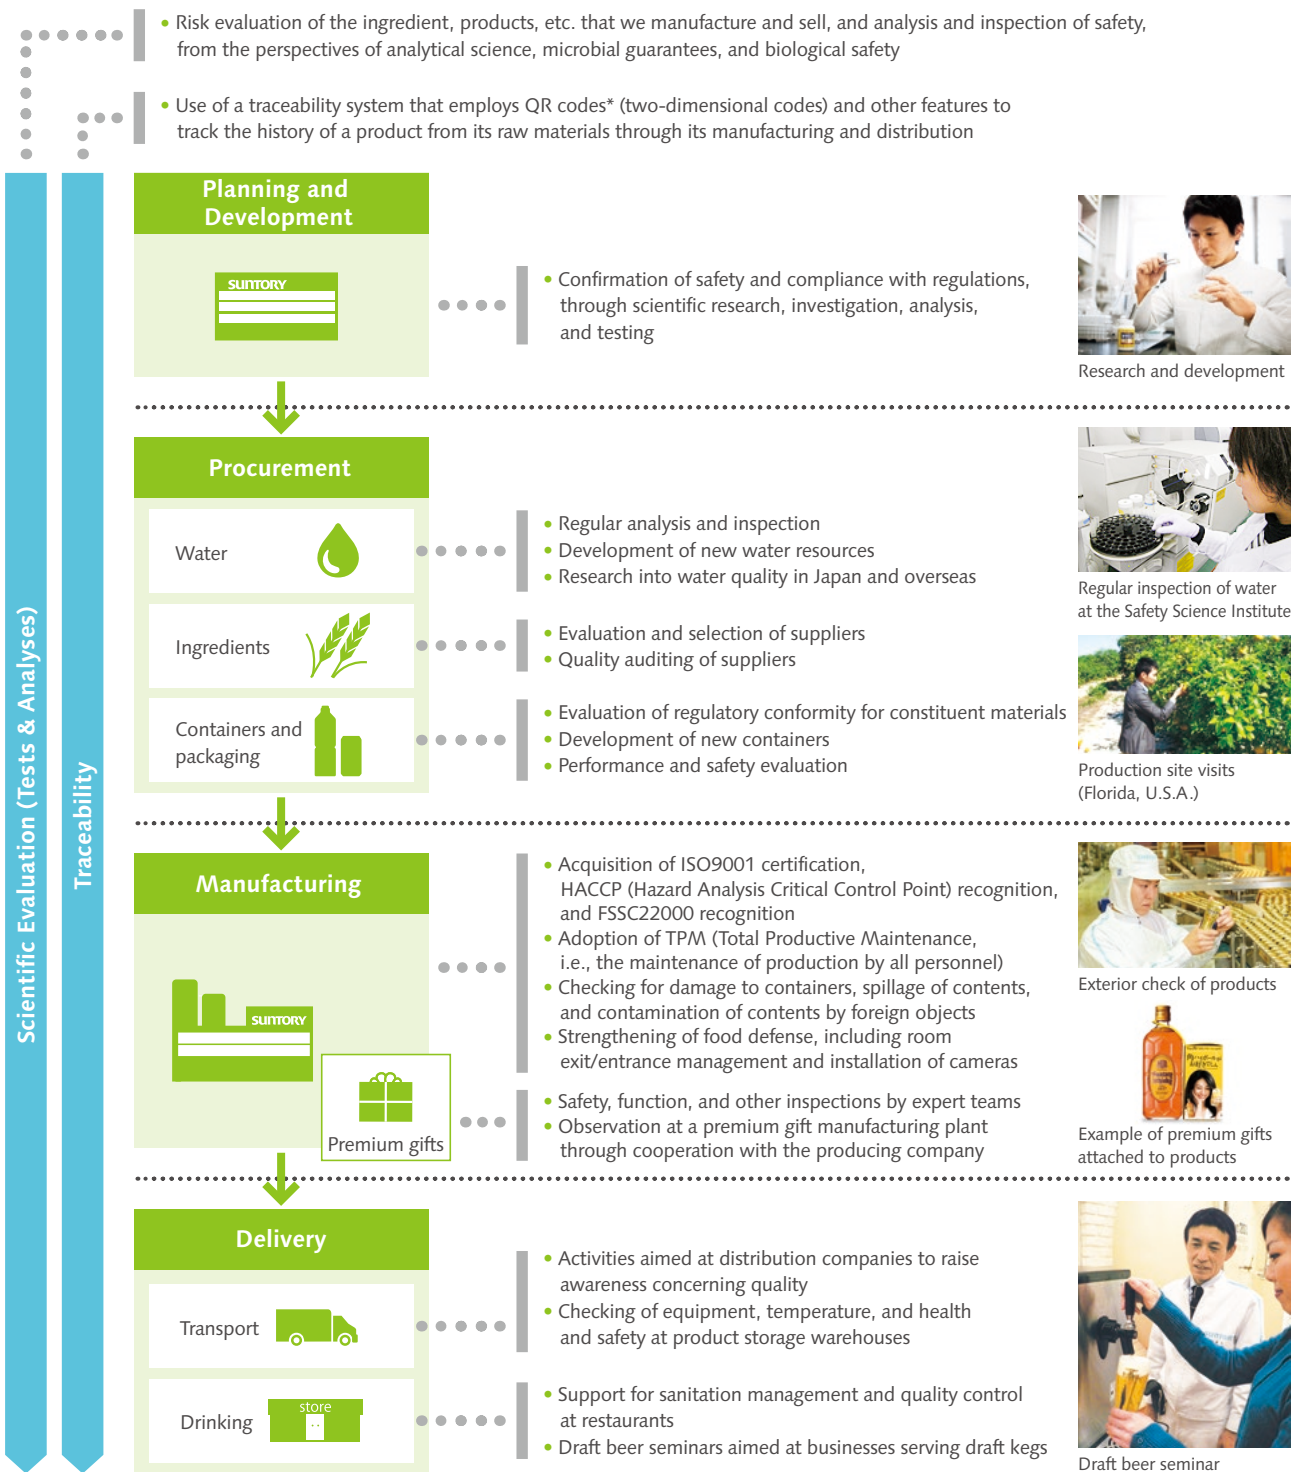 • Risk evaluation of the ingredient, products, etc. that we manufacture and sell, and analysis and inspection of safety,
from the perspectives of analytical science, microbial guarantees, and biological safety
• Use of a traceability system that employs QR codes* (two-dimensional codes) and other features to
track the history of a product from its raw materials through its manufacturing and distribution
Scientific Evaluation (Tests & Analyses)
Traceability
Planning and
Development
SUNTORY
• Confirmation of safety and compliance with regulations,
through scientific research, investigation, analysis,
and testing
Research and development
Procurement
Water
• Regular analysis and inspection
• Development of new water resources
• Research into water quality in Japan and overseas
Regular inspection of water
at the Safety Science Institute
Ingredients
• Evaluation and selection of suppliers
• Quality auditing of suppliers
Containers and
packaging
• Evaluation of regulatory conformity for constituent materials
• Development of new containers
• Performance and safety evaluation
Production site visits
(Florida, U.S.A.)
Manufacturing
SUNTORY
• Acquisition of ISO9001 certification,
HACCP (Hazard Analysis Critical Control Point) recognition,
and FSSC22000 recognition
• Adoption of TPM (Total Productive Maintenance,
i.e., the maintenance of production by all personnel)
• Checking for damage to containers, spillage of contents,
and contamination of contents by foreign objects
• Strengthening of food defense, including room
exit/entrance management and installation of cameras
Exterior check of products
Premium gifts
• Safety, function, and other inspections by expert teams
• Observation at a premium gift manufacturing plant
through cooperation with the producing company
Example of premium gifts
attached to products
Delivery
Transport
• Activities aimed at distribution companies to raise
awareness concerning quality
• Checking of equipment, temperature, and health
and safety at product storage warehouses
Drinking
store
• Support for sanitation management and quality control
at restaurants
• Draft beer seminars aimed at businesses serving draft kegs
Draft beer seminar